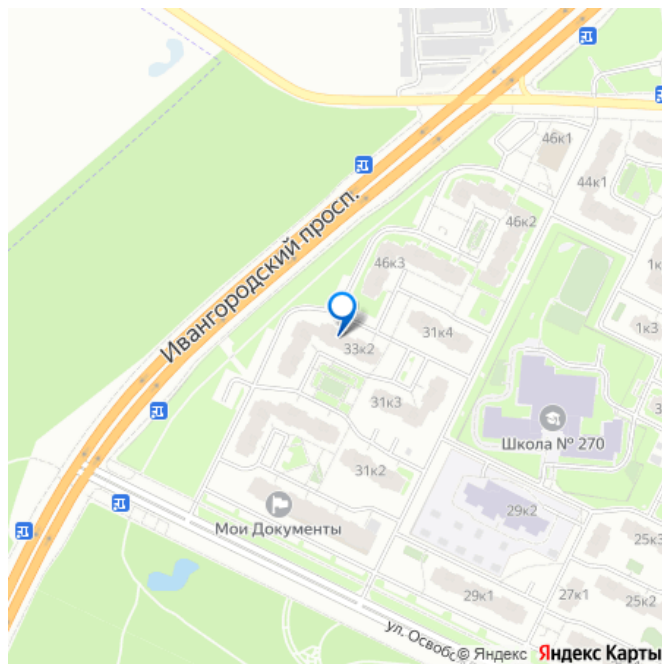 46к1
44к1
Ивангородский просп.
46к2
46к3
1к
31к4
1к3
33к2
31к3
Школа № 270
31к2
Мои Документы
29к2
25к3
29к1
27к1
25к2
ул. Освобо
© Яндекс Яндекс Карты